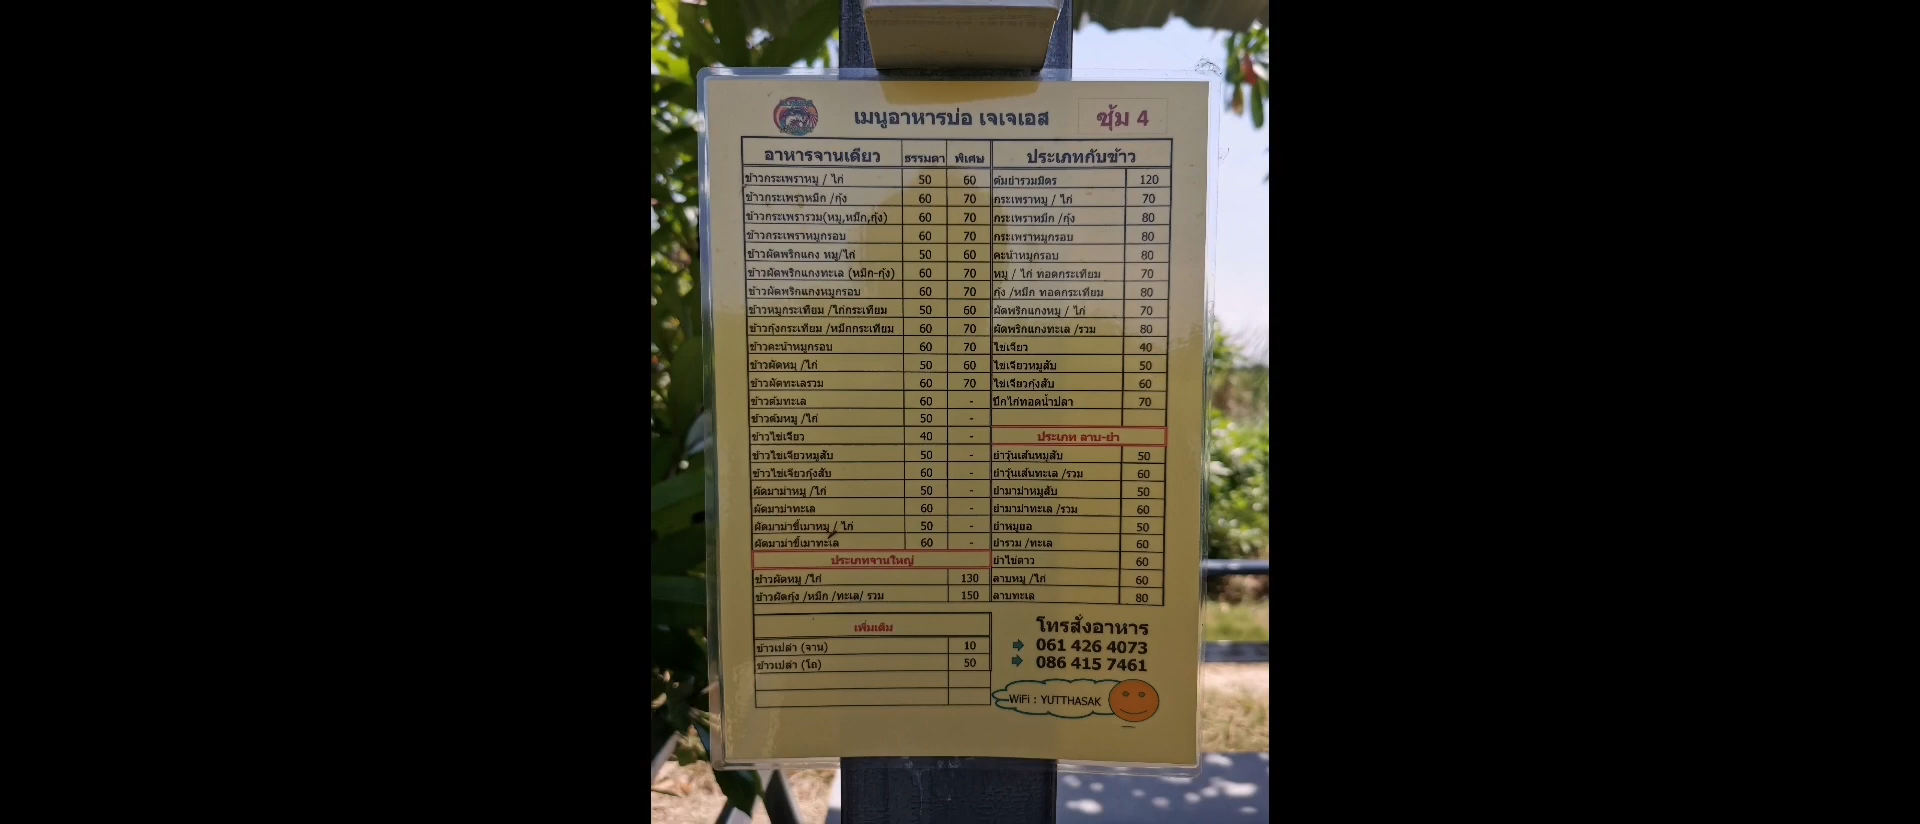 เมนูอาหารบ่อ เจเจเอส
ซุ้ม 4
อาหารจานเดียว ธรรมดา พิเศษ
ข้าวกระเพราหมู / ไก่ 50 60
ข้าวกระเพราหมึก /กุ้ง 60 70
ข้าวกระเพรารวม(หมู,หมึก,กุ้ง) 60 70
ข้าวกระเพราหมูกรอบ 60 70
ข้าวผัดพริกแกง หมู/ไก่ 50 60
ข้าวผัดพริกแกงทะเล (หมึก-กุ้ง) 60 70
ข้าวผัดพริกแกงหมูกรอบ 60 70
ข้าวหมูกระเทียม /ไก่กระเทียม 50 60
ข้าวกุ้งกระเทียม /หมึกกระเทียม 60 70
ข้าวคะน้าหมูกรอบ 60 70
ข้าวผัดหมู /ไก่ 50 60
ข้าวผัดทะเลรวม 60 70
ข้าวต้มทะเล 60 -
ข้าวต้มหมู /ไก่ 50 -
ข้าวไข่เจียว 40 -
ข้าวไข่เจียวหมูสับ 50 -
ข้าวไข่เจียวกุ้งสับ 60 -
ผัดมาม่าหมู /ไก่ 50 -
ผัดมาม่าทะเล 60 -
ผัดมาม่าขี้เมาหมู / ไก่ 50 -
ผัดมาม่าขี้เมาทะเล 60 -
ประเภทจานใหญ่
ข้าวผัดหมู /ไก่ 130
ข้าวผัดกุ้ง /หมึก /ทะเล/ รวม 150
เพิ่มเติม
ข้าวเปล่า (จาน) 10
ข้าวเปล่า (โถ) 50
ประเภทกับข้าว
ต้มยำรวมมิตร 120
กระเพราหมู / ไก่ 70
กระเพราหมึก /กุ้ง 80
กระเพราหมูกรอบ 80
คะน้าหมูกรอบ 80
หมู / ไก่ ทอดกระเทียม 70
กุ้ง /หมึก ทอดกระเทียม 80
ผัดพริกแกงหมู / ไก่ 70
ผัดพริกแกงทะเล /รวม 80
ไข่เจียว 40
ไข่เจียวหมูสับ 50
ไข่เจียวกุ้งสับ 60
ปีกไก่ทอดน้ำปลา 70
ประเภท ลาบ-ยำ
ยำวุ้นเส้นหมูสับ 50
ยำวุ้นเส้นทะเล /รวม 60
ยำมาม่าหมูสับ 50
ยำมาม่าทะเล /รวม 60
ยำหมูยอ 50
ยำรวม /ทะเล 60
ยำไข่ดาว 60
ลาบหมู /ไก่ 60
ลาบทะเล 80
โทรสั่งอาหาร
061 426 4073
086 415 7461
WiFi : YUTTHASAK